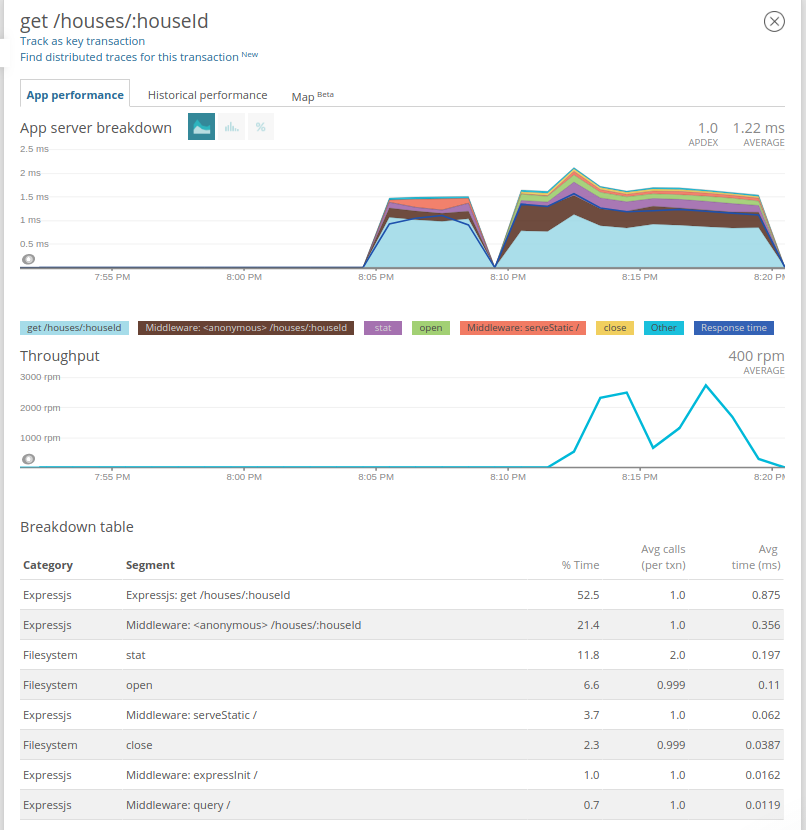 get /houses/:houseId
Track as key transaction
Find distributed traces for this transaction New
App performance Historical performance Map Beta
App server breakdown % 1.0 1.22 ms
APDEX AVERAGE
2.5 ms
2 ms
1.5 ms
1 ms
0.5 ms
7:55 PM 8:00 PM 8:05 PM 8:10 PM 8:15 PM 8:20 PM
get /houses/:houseId Middleware: <anonymous> /houses/:houseId stat open Middleware: serveStatic / close Other Response time
Throughput 400 rpm
AVERAGE
3000 rpm
2000 rpm
1000 rpm
7:55 PM 8:00 PM 8:05 PM 8:10 PM 8:15 PM 8:20 PM
Breakdown table
Category Segment % Time Avg calls (per txn) Avg time (ms)
Expressjs Expressjs: get /houses/:houseId 52.5 1.0 0.875
Expressjs Middleware: <anonymous> /houses/:houseId 21.4 1.0 0.356
Filesystem stat 11.8 2.0 0.197
Filesystem open 6.6 0.999 0.11
Expressjs Middleware: serveStatic / 3.7 1.0 0.062
Filesystem close 2.3 0.999 0.0387
Expressjs Middleware: expressInit / 1.0 1.0 0.0162
Expressjs Middleware: query / 0.7 1.0 0.0119